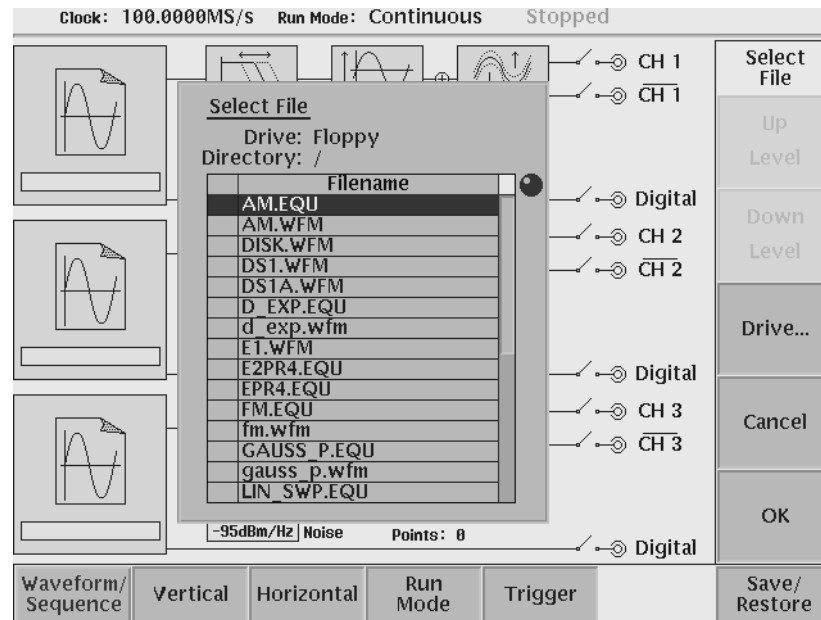 Clock: 100.0000MS/s Run Mode: Continuous Stopped
CH 1
CH 1
Digital
CH 2
CH 2
Digital
CH 3
CH 3
Digital
Select File
Drive: Floppy
Directory: /
Filename
AM.EQU
AM.WFM
DISK.WFM
DS1.WFM
DS1A.WFM
D_EXP.EQU
d_exp.wfm
E1.WFM
E2PR4.EQU
EPR4.EQU
FM.EQU
fm.wfm
GAUSS_P.EQU
gauss_p.wfm
LIN_SWP.EQU
-95dBm/Hz Noise Points: 0
Select
File
Up
Level
Down
Level
Drive...
Cancel
OK
Waveform/
Sequence
Vertical
Horizontal
Run
Mode
Trigger
Save/
Restore